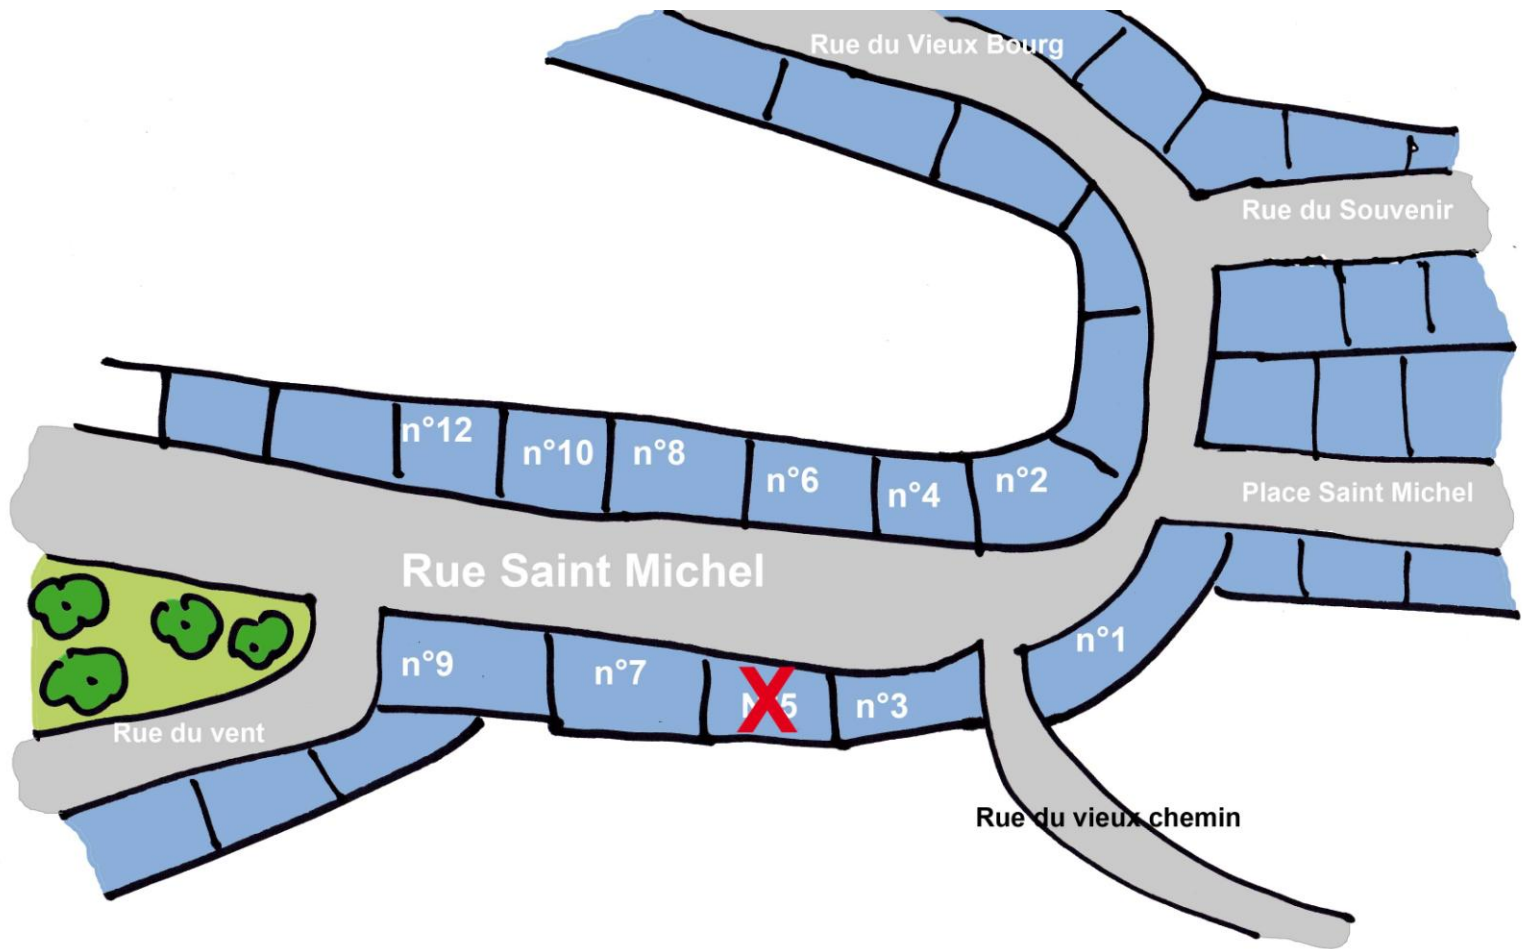 Rue du Vieux Bourg
Rue du Souvenir
n°12
n°10
n°8
n°6
n°4
n°2
Place Saint Michel
Rue Saint Michel
n°9
n°7
N°5
n°3
n°1
Rue du vent
Rue du vieux chemin